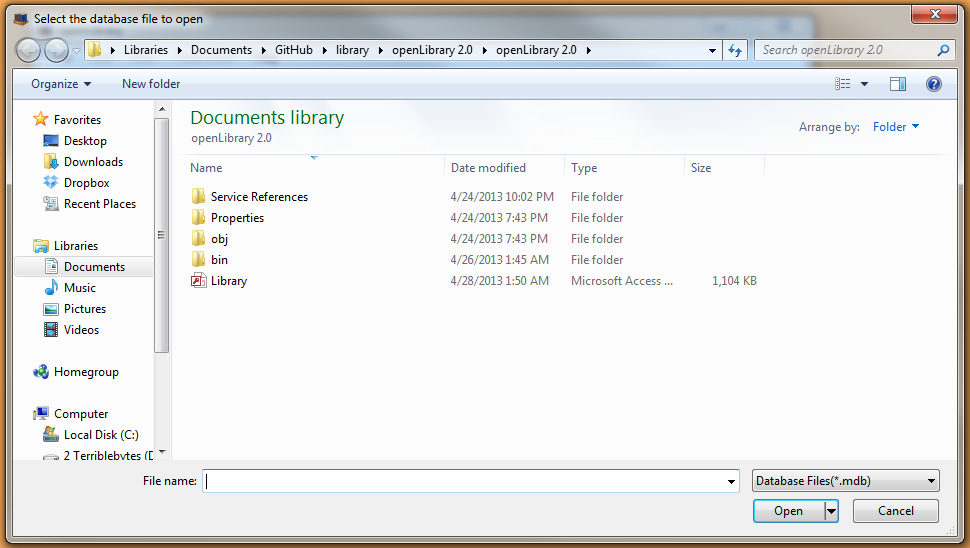 Select the database file to open
Libraries Documents GitHub library openLibrary 2.0 openLibrary 2.0
Search openLibrary 2.0
Organize New folder
Favorites
Desktop
Downloads
Dropbox
Recent Places
Libraries
Documents
Music
Pictures
Videos
Homegroup
Computer
Local Disk (C:)
2 Terriblebytes (D
Documents library
openLibrary 2.0
Arrange by: Folder
Name Date modified Type Size
Service References 4/24/2013 10:02 PM File folder
Properties 4/24/2013 7:43 PM File folder
obj 4/24/2013 7:43 PM File folder
bin 4/26/2013 1:45 AM File folder
Library 4/28/2013 1:50 AM Microsoft Access ... 1,104 KB
File name: Database Files(*.mdb)
Open Cancel